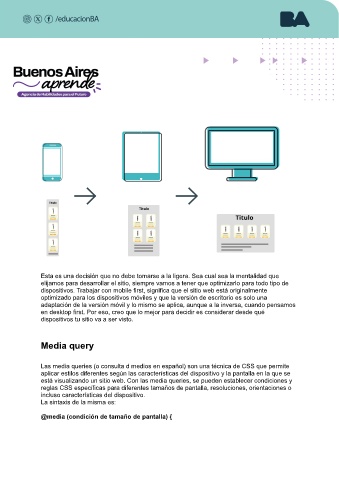 /educacionBA
BA
Buenos Aires
aprende
Agencia de Habilidades para el Futuro
Título
Título
Título
Esta es una decisión que no debe tomarse a la ligera. Sea cual sea la mentalidad que
elijamos para desarrollar el sitio, siempre vamos a tener que optimizarlo para todo tipo de
dispositivos. Trabajar con mobile first, significa que el sitio web está originalmente
optimizado para los dispositivos móviles y que la versión de escritorio es solo una
adaptación de la versión móvil y lo mismo se aplica, aunque a la inversa, cuando pensamos
en desktop first. Por eso, creo que lo mejor para decidir es considerar desde qué
dispositivos tu sitio va a ser visto.
Media query
Las media queries (o consulta d medios en español) son una técnica de CSS que permite
aplicar estilos diferentes según las características del dispositivo y la pantalla en la que se
está visualizando un sitio web. Con las media queries, se pueden establecer condiciones y
reglas CSS específicas para diferentes tamaños de pantalla, resoluciones, orientaciones o
incluso características del dispositivo.
La sintaxis de la misma es:
@media (condición de tamaño de pantalla) {